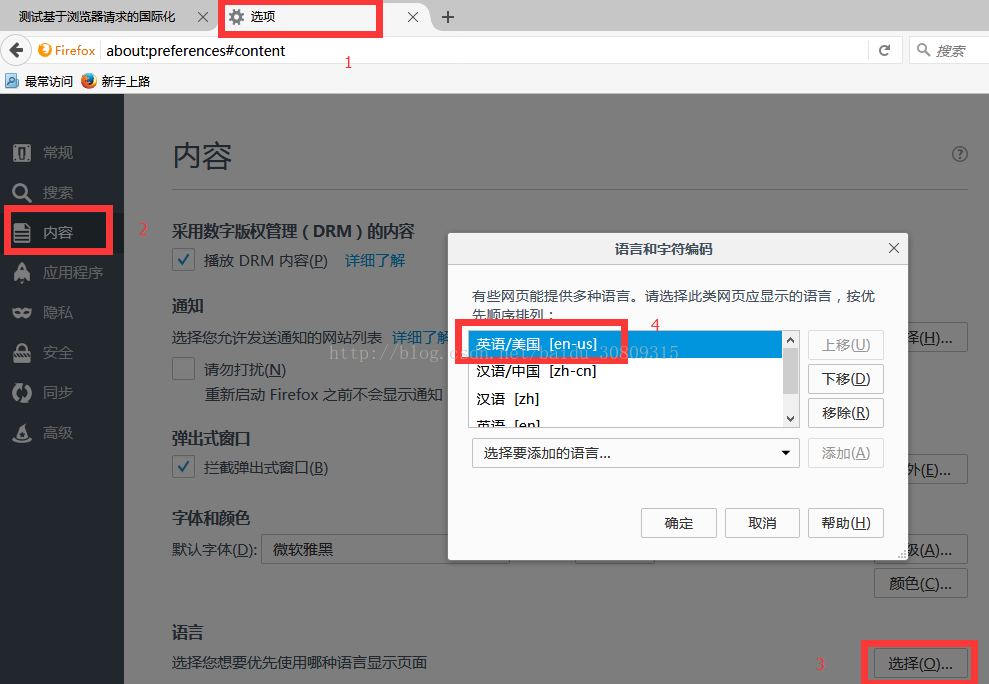 测试基于浏览器请求的国际化
选项
1
Firefox
about:preferences#content
搜索
最常访问
新手上路
常规
搜索
内容
2
应用程序
隐私
安全
同步
高级
内容
采用数字版权管理（DRM）的内容
播放 DRM 内容(P)
详细了解
通知
选择您允许发送通知的网站列表
详细了解
择(H)...
请勿打扰(N)
重新启动 Firefox 之前不会显示通知
弹出式窗口
拦截弹出式窗口(B)
外(E)...
字体和颜色
默认字体(D):
微软雅黑
级(A)...
颜色(C)...
语言
选择您想要优先使用哪种语言显示页面
3
选择(O)...
语言和字符编码
有些网页能提供多种语言。请选择此类网页应显示的语言，按优
先顺序排列：
4
英语/美国 [en-us]
汉语/中国 [zh-cn]
汉语 [zh]
英语 [en]
上移(U)
下移(D)
移除(R)
选择要添加的语言...
添加(A)
确定
取消
帮助(H)
http://blog.csdn.net/baidu_30809315